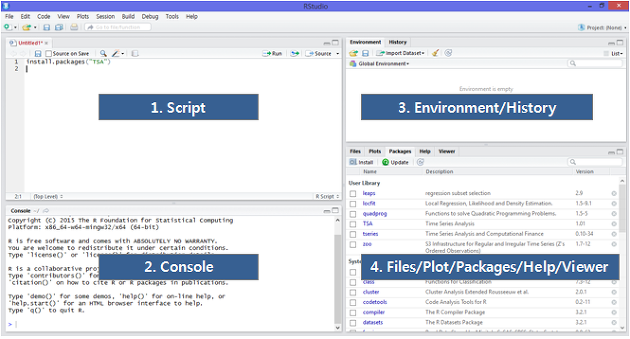 RStudio
File Edit Code View Plots Session Build Debug Tools Help
Go to file/function
Project: (None)
Untitled1*
Source on Save
Run
Source
1 install.packages("TSA")
2
1. Script
2:1
(Top Level)
R Script
Console ~/
Copyright (C) 2015 The R Foundation for Statistical Computing
Platform: x86_64-w64-mingw32/x64 (64-bit)
R is free software and comes with ABSOLUTELY NO WARRANTY.
You are welcome to redistribute it under certain conditions.
Type 'license()' or
2. Console
R is a collaborative
Type 'contributors()'
'citation()' on how to cite R or R packages in publications.
Type 'demo()' for some demos, 'help()' for on-line help, or
'help.start()' for an HTML browser interface to help.
Type 'q()' to quit R.
>
Environment History
Import Dataset
List
Global Environment
Environment is empty
3. Environment/History
Files Plots Packages Help Viewer
Install Update
Name Description Version
User Library
leaps regression subset selection 2.9
locfit Local Regression, Likelihood and Density Estimation. 1.5-9.1
quadprog Functions to solve Quadratic Programming Problems. 1.5-5
TSA Time Series Analysis 1.01
tseries Time Series Analysis and Computational Finance 0.10-34
zoo S3 Infrastructure for Regular and Irregular Time Series (Z's Ordered Observations) 1.7-12
4. Files/Plot/Packages/Help/Viewer
class Functions for Classification 7.3-12
cluster Cluster Analysis Extended Rousseeuw et al. 2.0.1
codetools Code Analysis Tools for R 0.2-11
compiler The R Compiler Package 3.2.1
datasets The R Datasets Package 3.2.1